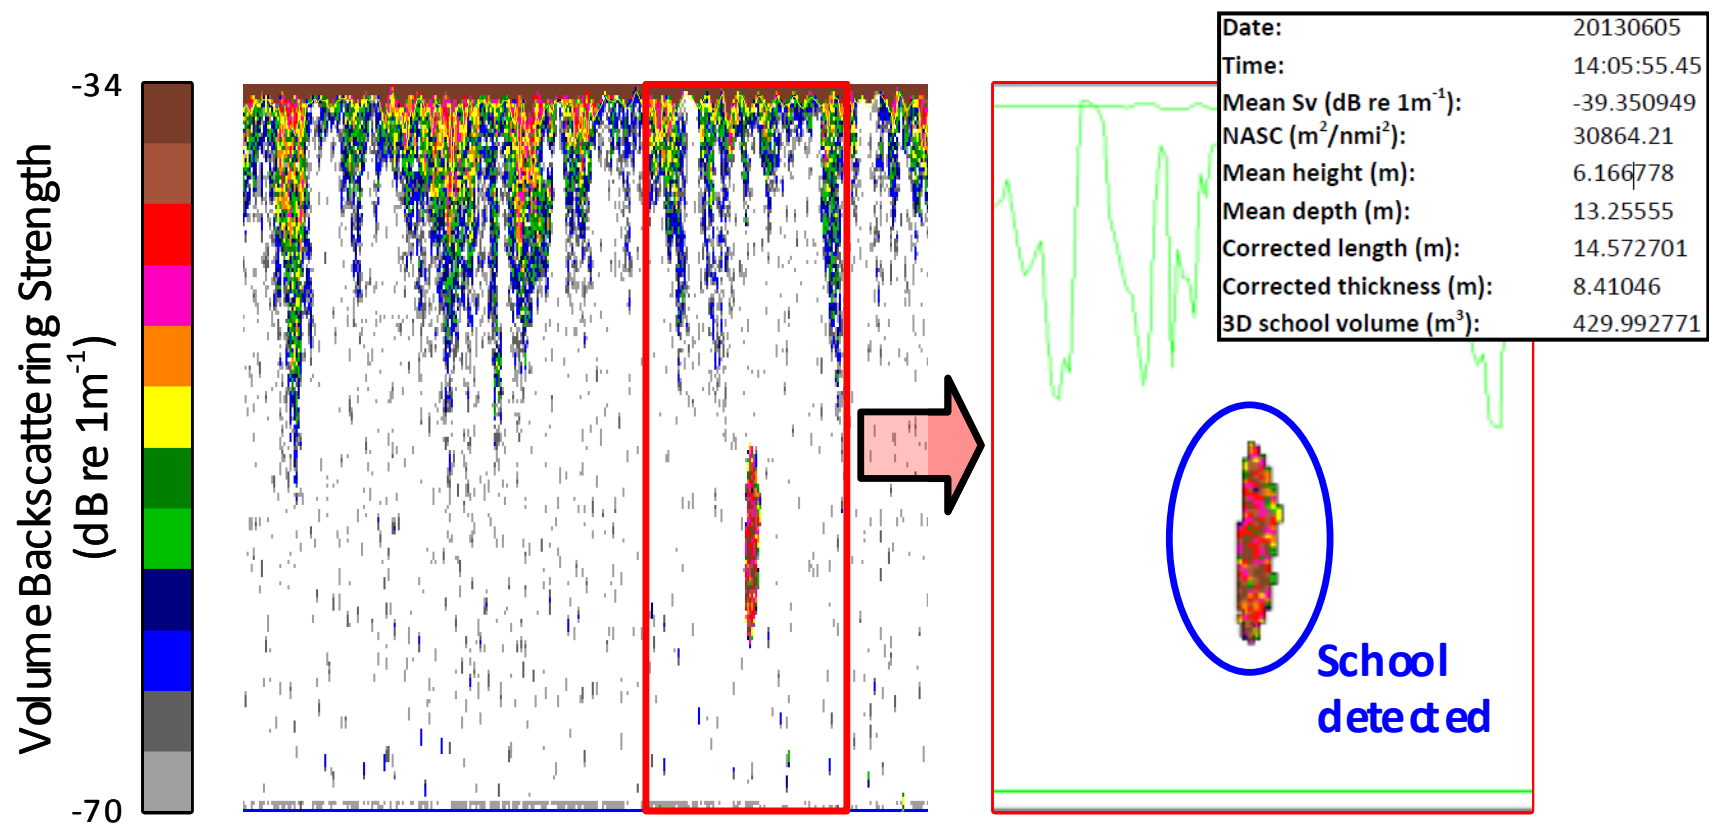 -34
-70
Volume Backscattering Strength
(dB re 1m-1)
Date: 20130605
Time: 14:05:55.45
Mean Sv (dB re 1m-1): -39.350949
NASC (m2/nmi2): 30864.21
Mean height (m): 6.166778
Mean depth (m): 13.25555
Corrected length (m): 14.572701
Corrected thickness (m): 8.41046
3D school volume (m3): 429.992771
School
detected